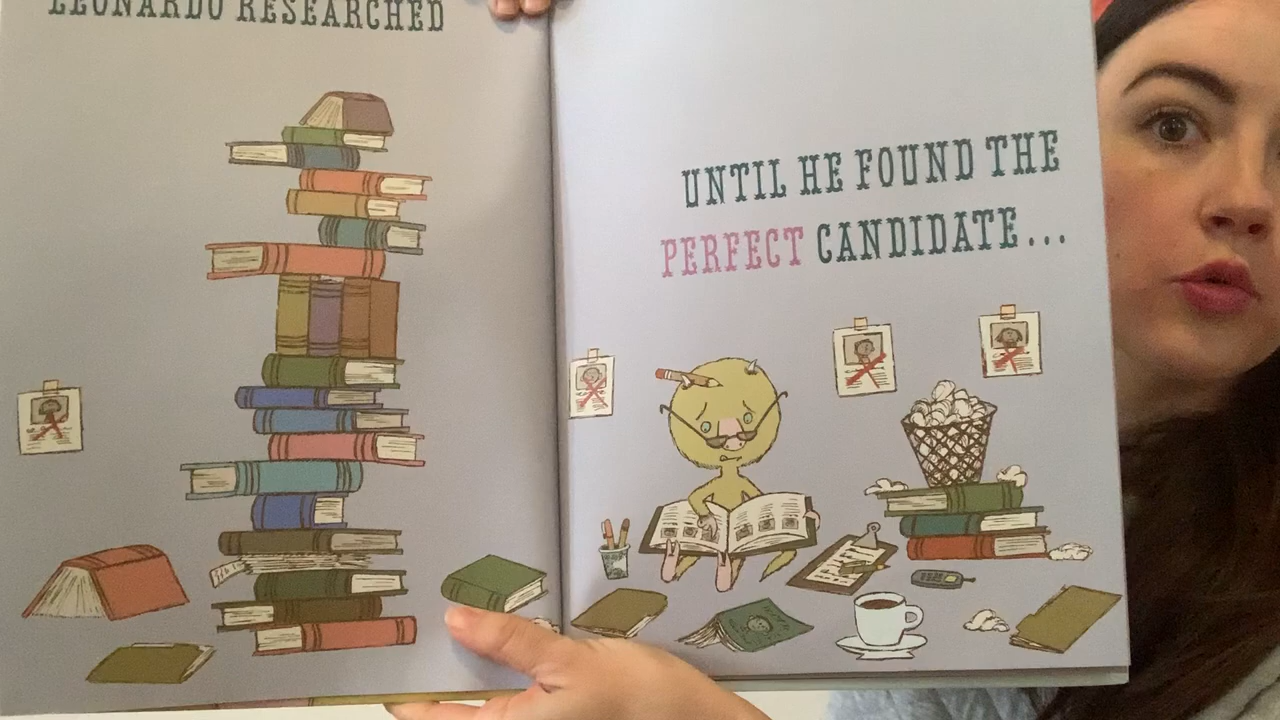 LEONARDO RESEARCHED
UNTIL HE FOUND THE
PERFECT CANDIDATE...